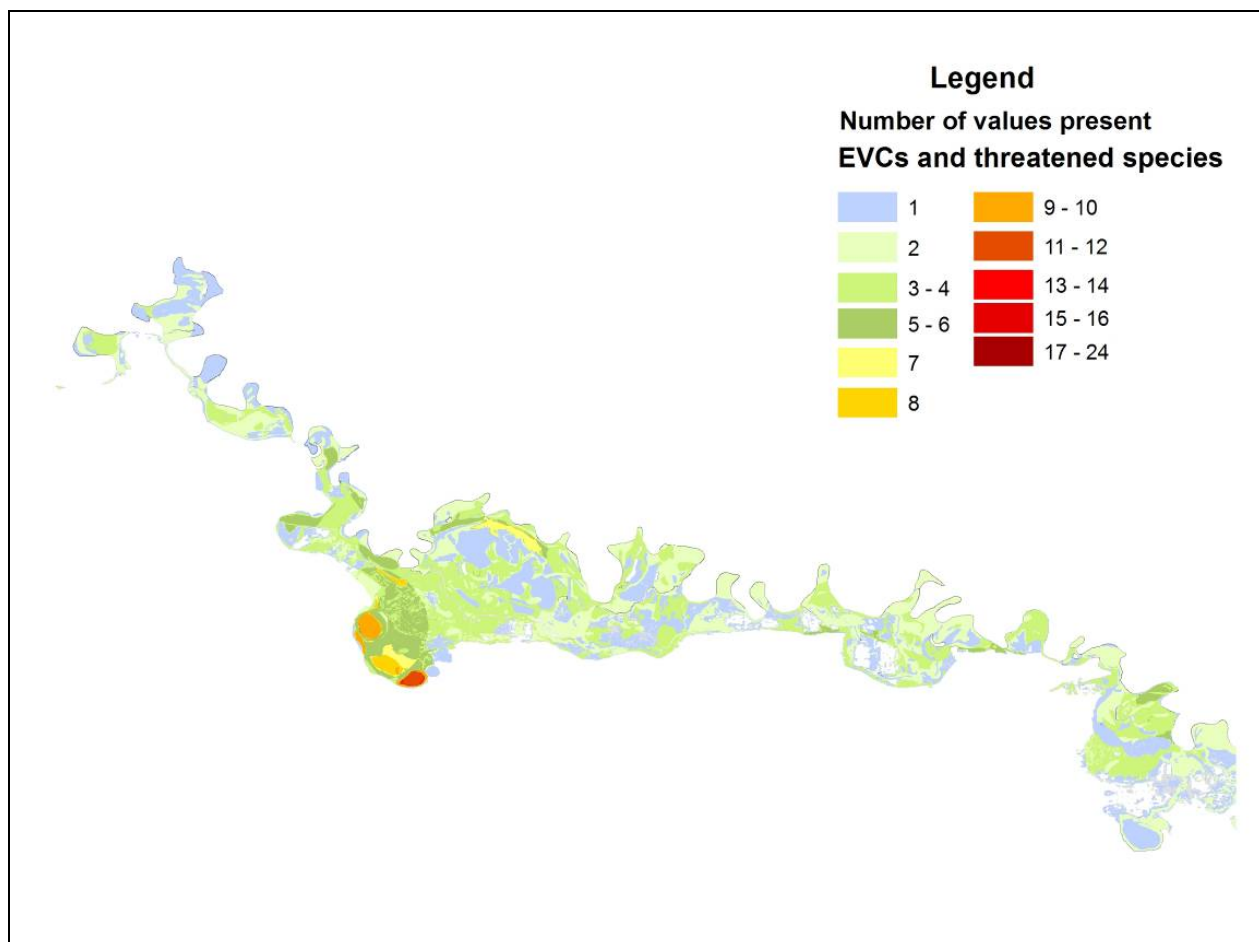 Legend
Number of values present
EVCs and threatened species
1
2
3 - 4
5 - 6
7
8
9 - 10
11 - 12
13 - 14
15 - 16
17 - 24